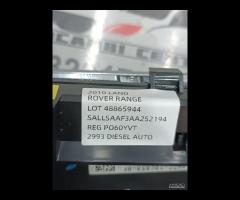 2010 LAND
ROVER RANGE
LOT 48865944
SALLSAAF3AA252194
REG PO60YVT
2993 DIESEL AUTO